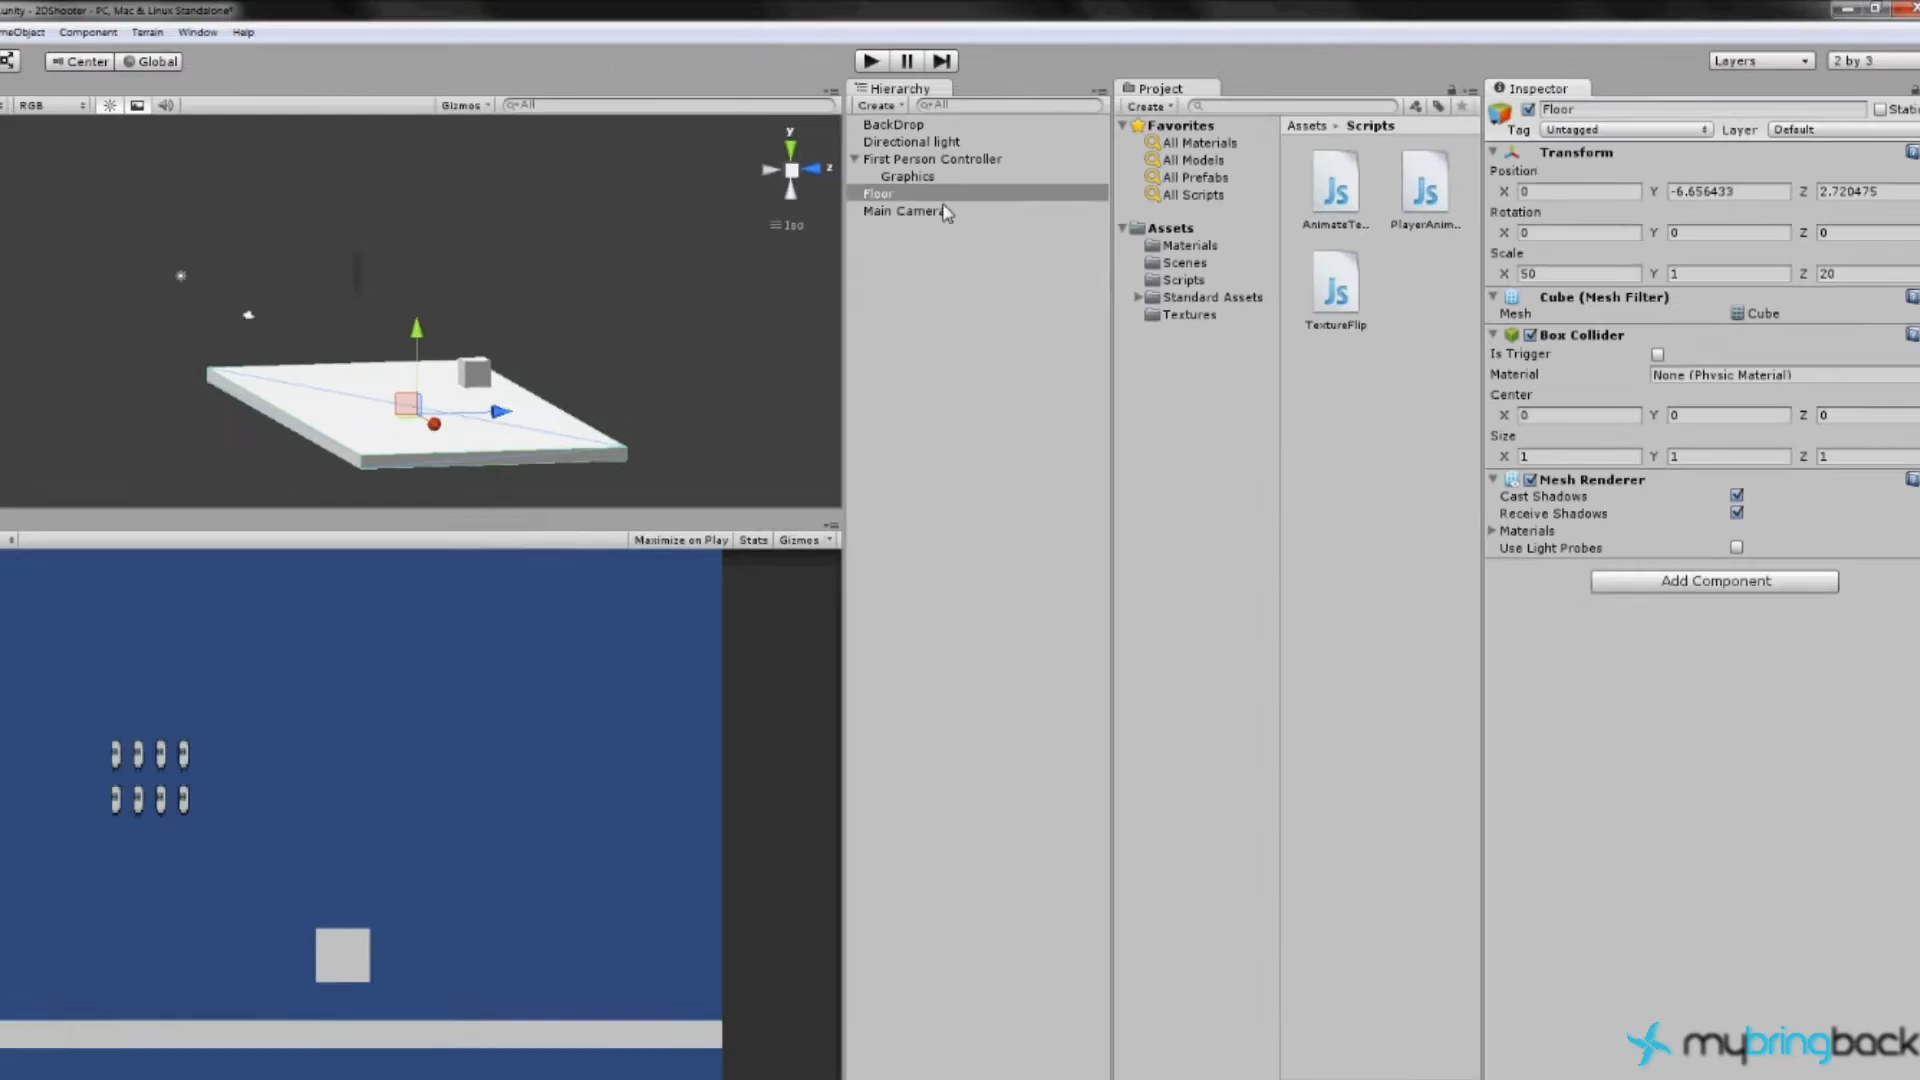 .unity - 2DShooter - PC, Mac & Linux Standalone*
meObject Component Terrain Window Help
Center Global
Layers
2 by 3
RGB
Gizmos
All
y
z
Iso
Maximize on Play Stats Gizmos
Hierarchy
Create All
BackDrop
Directional light
First Person Controller
Graphics
Floor
Main Camera
Project
Create
Favorites
All Materials
All Models
All Prefabs
All Scripts
Assets
Materials
Scenes
Scripts
Standard Assets
Textures
Assets Scripts
Js Js
AnimateTe... PlayerAnim...
Js
TextureFlip
Inspector
Floor
Stati
Tag Untagged Layer Default
Transform
Position
X 0 Y -6.656433 Z 2.720475
Rotation
X 0 Y 0 Z 0
Scale
X 50 Y 1 Z 20
Cube (Mesh Filter)
Mesh Cube
Box Collider
Is Trigger
Material None (Physic Material)
Center
X 0 Y 0 Z 0
Size
X 1 Y 1 Z 1
Mesh Renderer
Cast Shadows
Receive Shadows
Materials
Use Light Probes
Add Component
mybringback